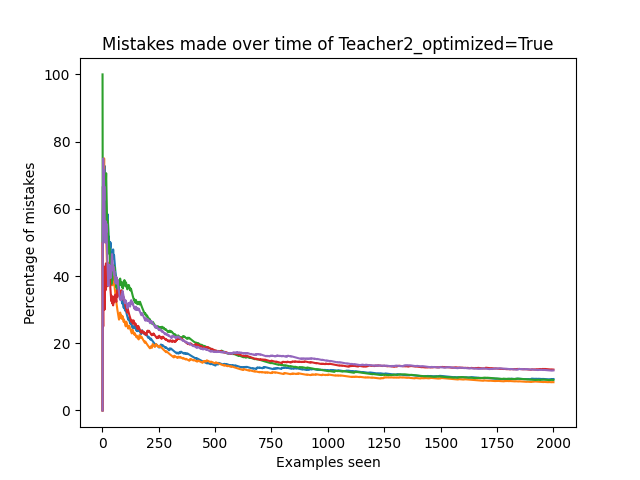 Mistakes made over time of Teacher2_optimized=True
Percentage of mistakes
100
80
60
40
20
0
0 250 500 750 1000 1250 1500 1750 2000
Examples seen